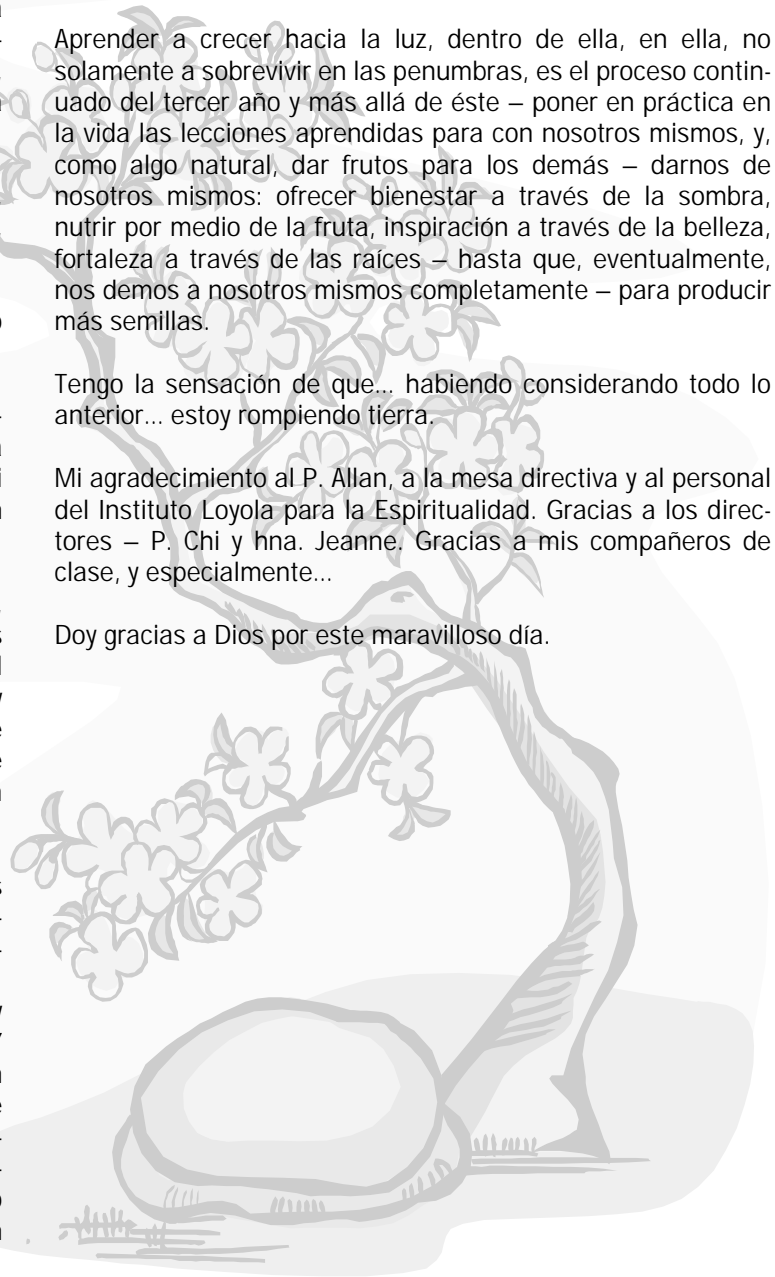 Aprender a crecer hacia la luz, dentro de ella, en ella, no
solamente a sobrevivir en las penumbras, es el proceso contin-
uado del tercer año y más allá de éste – poner en práctica en
la vida las lecciones aprendidas para con nosotros mismos, y,
como algo natural, dar frutos para los demás – darnos de
nosotros mismos: ofrecer bienestar a través de la sombra,
nutrir por medio de la fruta, inspiración a través de la belleza,
fortaleza a través de las raíces – hasta que, eventualmente,
nos demos a nosotros mismos completamente – para producir
más semillas.
Tengo la sensación de que... habiendo considerando todo lo
anterior... estoy rompiendo tierra.
Mi agradecimiento al P. Allan, a la mesa directiva y al personal
del Instituto Loyola para la Espiritualidad. Gracias a los direc-
tores – P. Chi y hna. Jeanne. Gracias a mis compañeros de
clase, y especialmente...
Doy gracias a Dios por este maravilloso día.